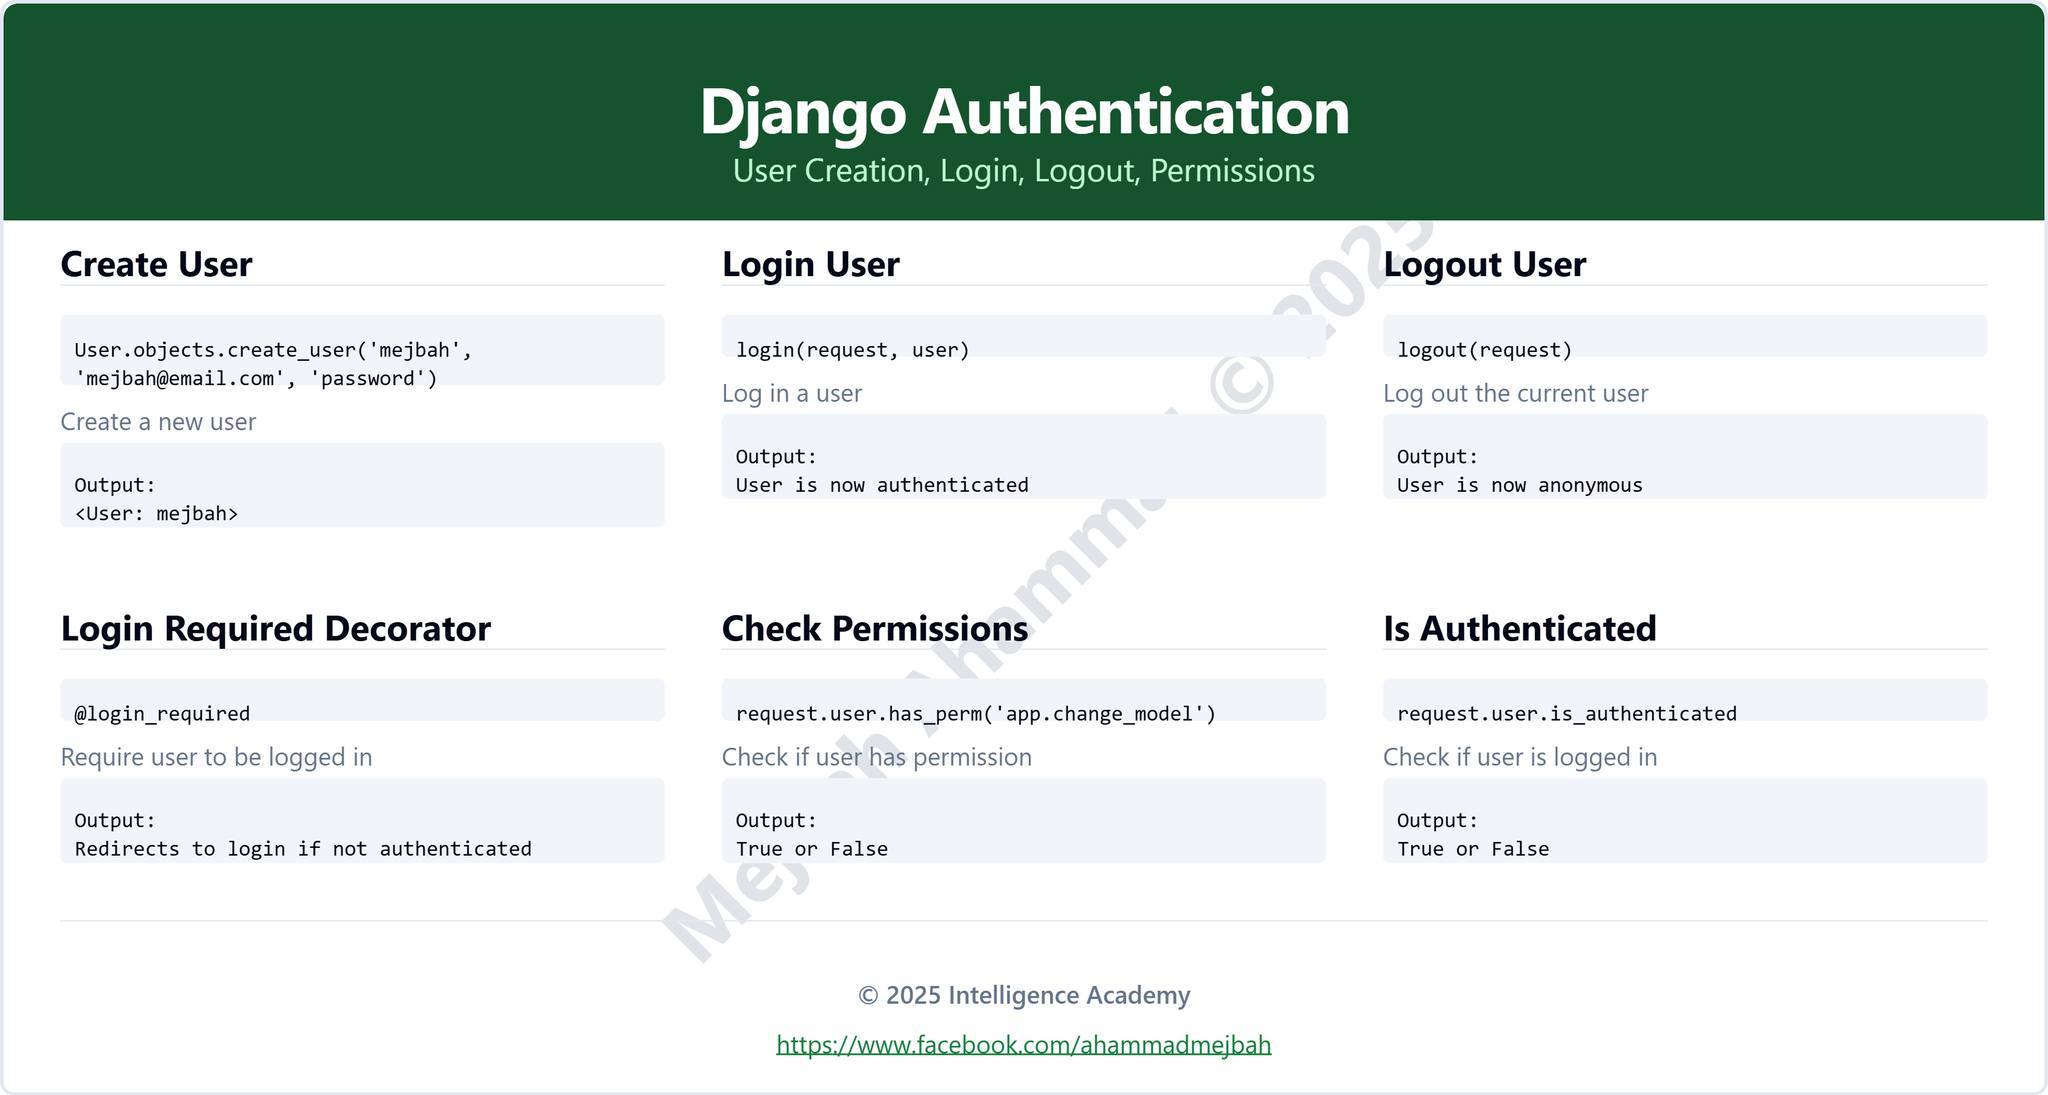 Django Authentication
User Creation, Login, Logout, Permissions
Create User
User.objects.create_user('mejbah',
'mejbah@email.com', 'password')
Create a new user
Output:
<User: mejbah>
Login User
login(request, user)
Log in a user
Output:
User is now authenticated
Logout User
logout(request)
Log out the current user
Output:
User is now anonymous
Login Required Decorator
@login_required
Require user to be logged in
Output:
Redirects to login if not authenticated
Check Permissions
request.user.has_perm('app.change_model')
Check if user has permission
Output:
True or False
Is Authenticated
request.user.is_authenticated
Check if user is logged in
Output:
True or False
© 2025 Intelligence Academy
https://www.facebook.com/ahammadmejbah
Mejbah Ahammad © 2025